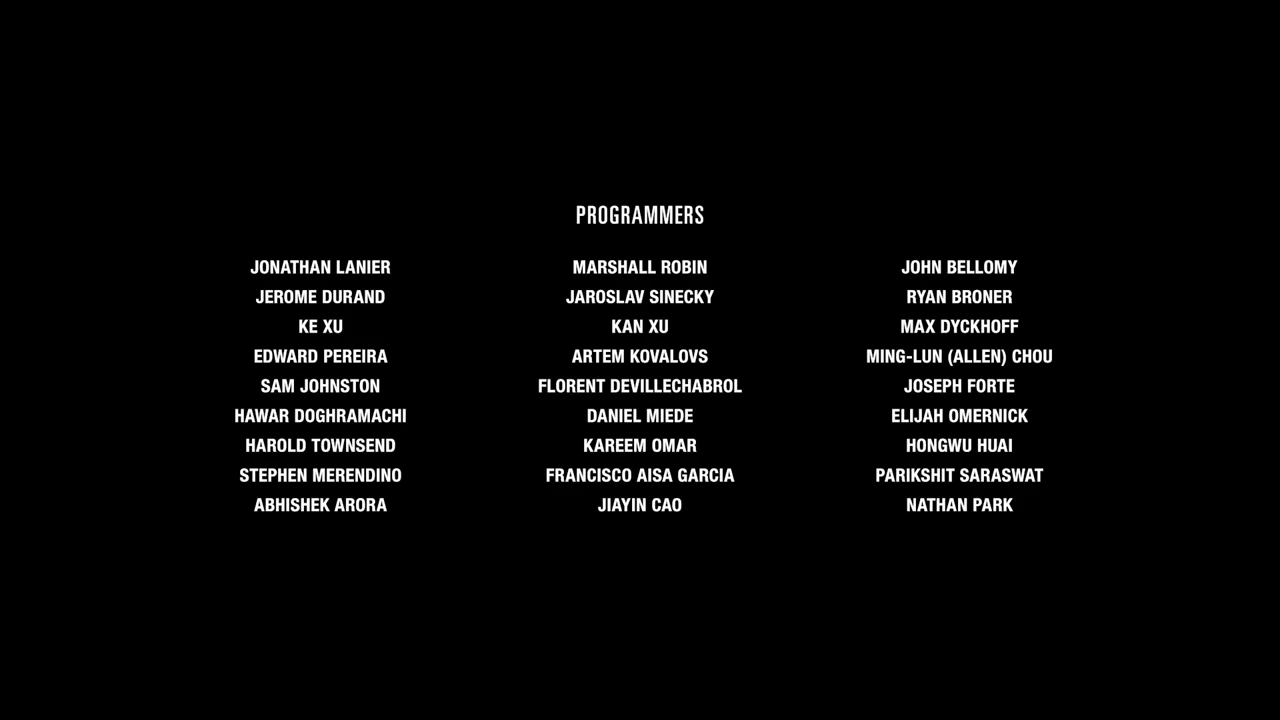 PROGRAMMERS
JONATHAN LANIER MARSHALL ROBIN JOHN BELLOMY
JEROME DURAND JAROSLAV SINECKY RYAN BRONER
KE XU KAN XU MAX DYCKHOFF
EDWARD PEREIRA ARTEM KOVALOVS MING-LUN (ALLEN) CHOU
SAM JOHNSTON FLORENT DEVILLECHABROL JOSEPH FORTE
HAWAR DOGHRAMACHI DANIEL MIEDE ELIJAH OMERNICK
HAROLD TOWNSEND KAREEM OMAR HONGWU HUAI
STEPHEN MERENDINO FRANCISCO AISA GARCIA PARIKSHIT SARASWAT
ABHISHEK ARORA JIAYIN CAO NATHAN PARK